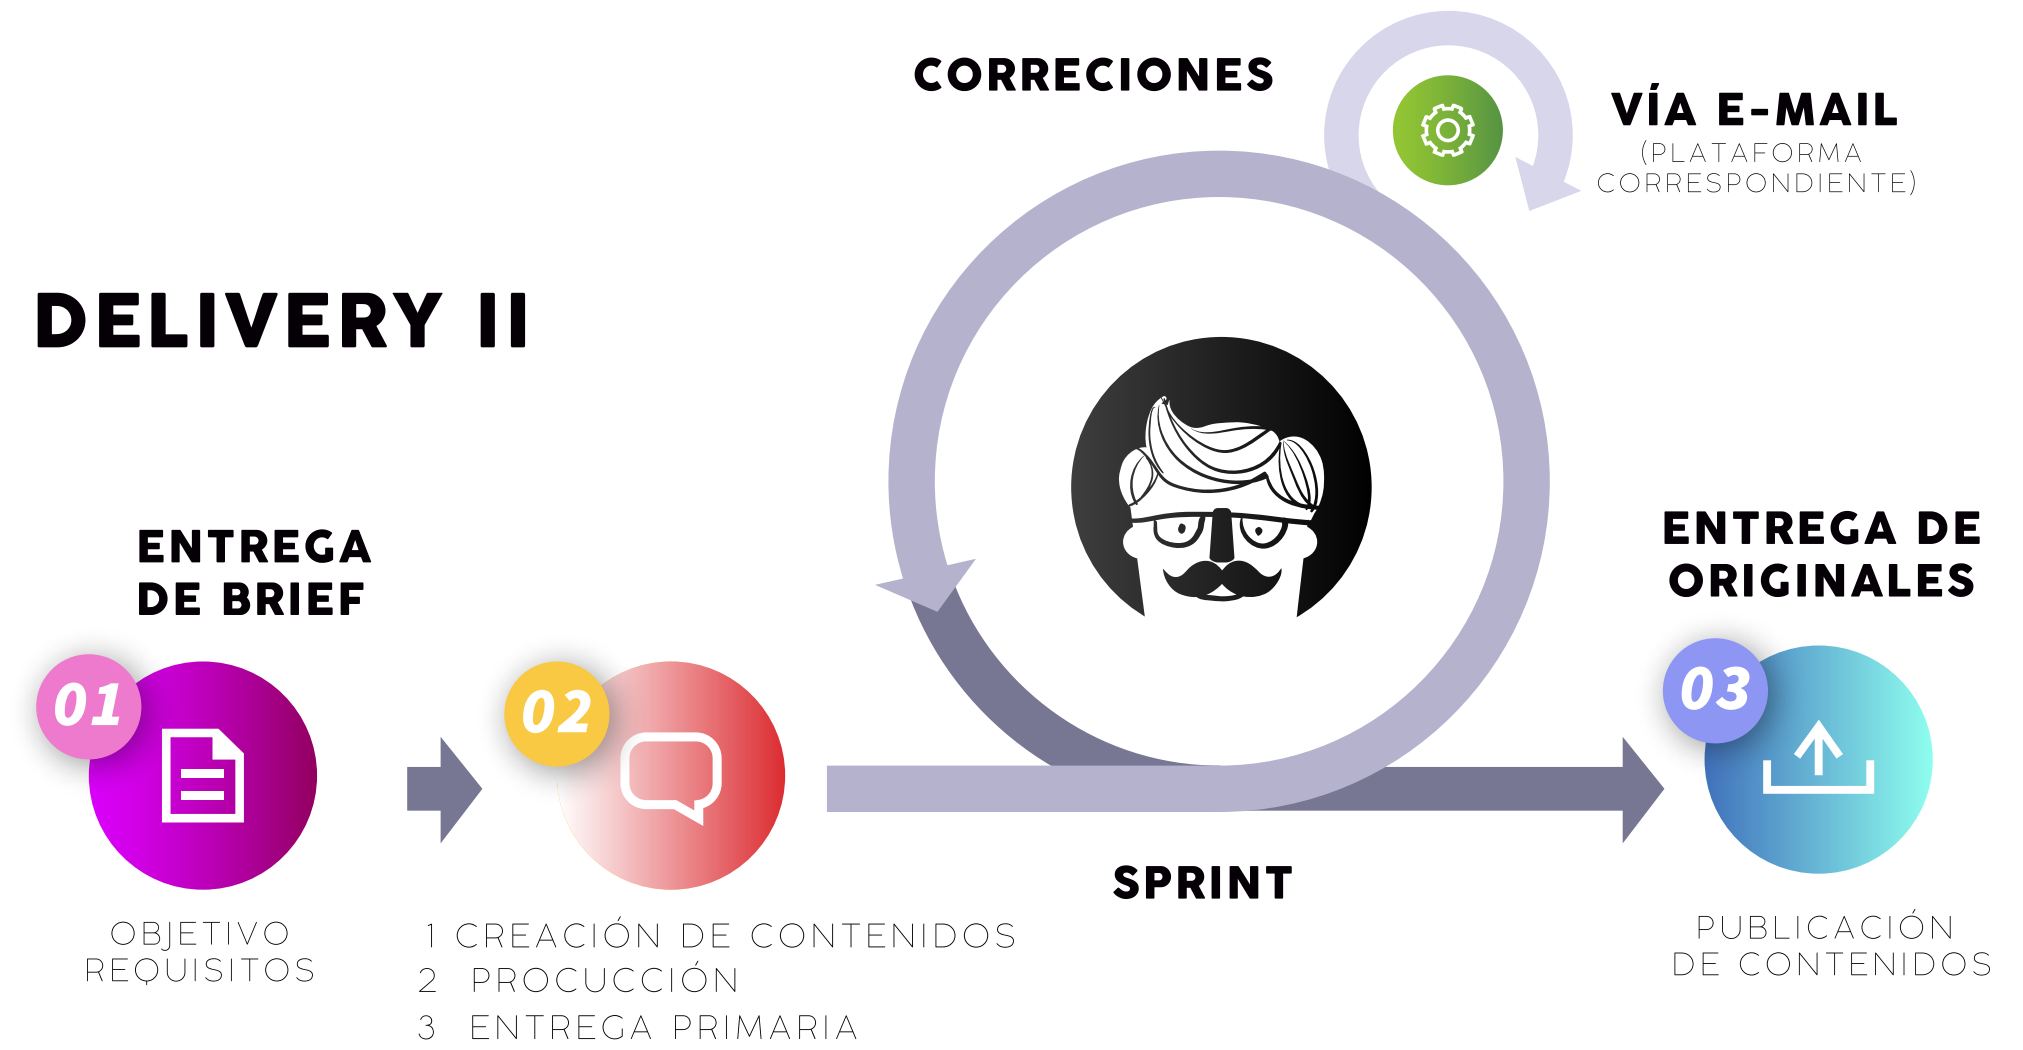 CORRECIONES
VÍA E-MAIL
(PLATAFORMA
CORRESPONDIENTE)
DELIVERY II
ENTREGA
DE BRIEF
01
OBJETIVO
REQUISITOS
02
1 CREACIÓN DE CONTENIDOS
2 PROCUCCIÓN
3 ENTREGA PRIMARIA
SPRINT
ENTREGA DE
ORIGINALES
03
PUBLICACIÓN
DE CONTENIDOS